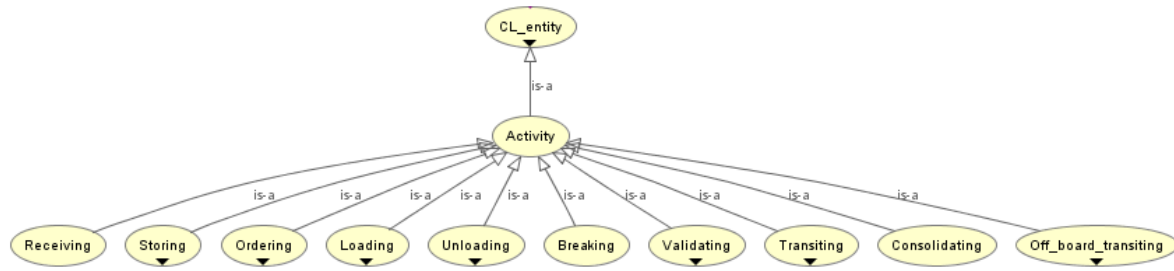 CL_entity
is-a
Activity
is-a is-a is-a is-a is-a is-a is-a is-a is-a is-a
Receiving Storing Ordering Loading Unloading Breaking Validating Transiting Consolidating Off_board_transiting